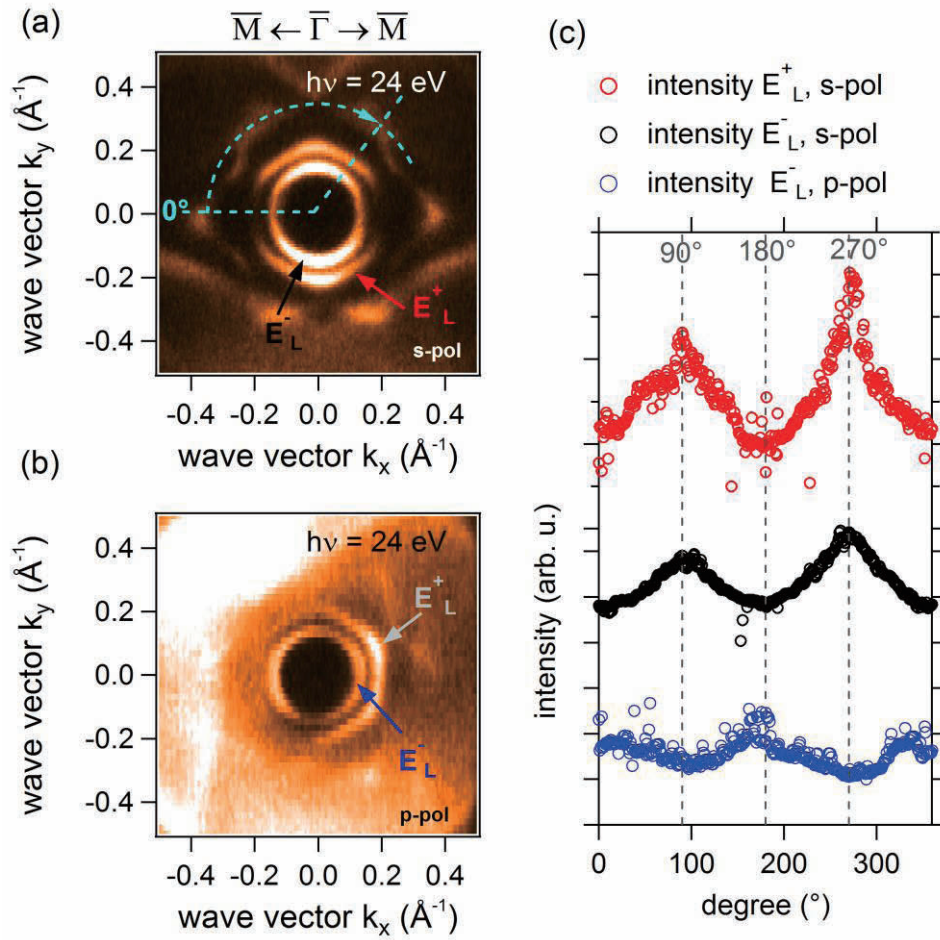 (a)
M̅ ← Γ̅ → M̅
hν = 24 eV
0°
E⁺L
E⁻L
s-pol
wave vector ky (Å⁻¹)
0.4
0.2
0.0
-0.2
-0.4
-0.4 -0.2 0.0 0.2 0.4
wave vector kx (Å⁻¹)
(b)
hν = 24 eV
E⁺L
E⁻L
p-pol
wave vector ky (Å⁻¹)
0.4
0.2
0.0
-0.2
-0.4
-0.4 -0.2 0.0 0.2 0.4
wave vector kx (Å⁻¹)
(c)
intensity E⁺L, s-pol
intensity E⁻L, s-pol
intensity E⁻L, p-pol
90° 180° 270°
intensity (arb. u.)
0 100 200 300
degree (°)